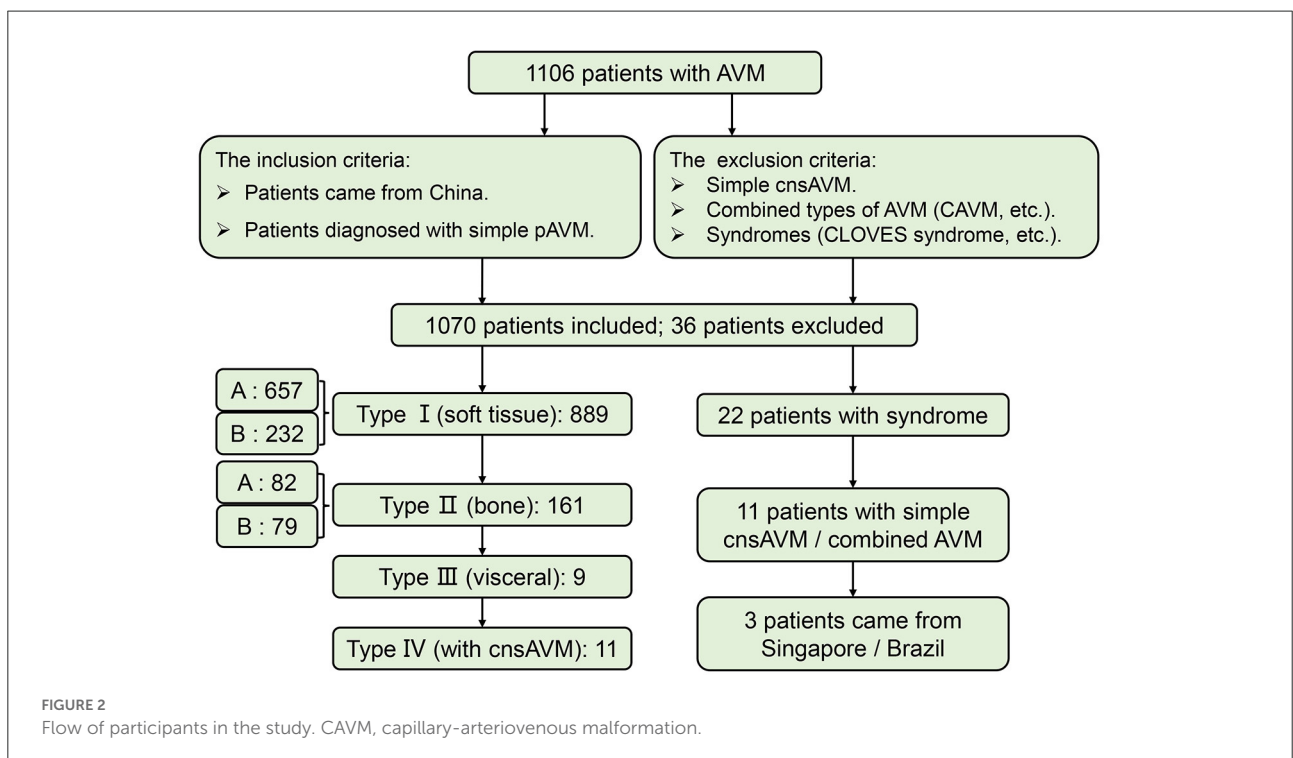 1106 patients with AVM
The inclusion criteria:
➢ Patients came from China.
➢ Patients diagnosed with simple pAVM.
The exclusion criteria:
➢ Simple cnsAVM.
➢ Combined types of AVM (CAVM, etc.).
➢ Syndromes (CLOVES syndrome, etc.).
1070 patients included; 36 patients excluded
A : 657
B : 232
Type Ⅰ (soft tissue): 889
A : 82
B : 79
Type Ⅱ (bone): 161
Type Ⅲ (visceral): 9
Type Ⅳ (with cnsAVM): 11
22 patients with syndrome
11 patients with simple
cnsAVM / combined AVM
3 patients came from
Singapore / Brazil
FIGURE 2
Flow of participants in the study. CAVM, capillary-arteriovenous malformation.